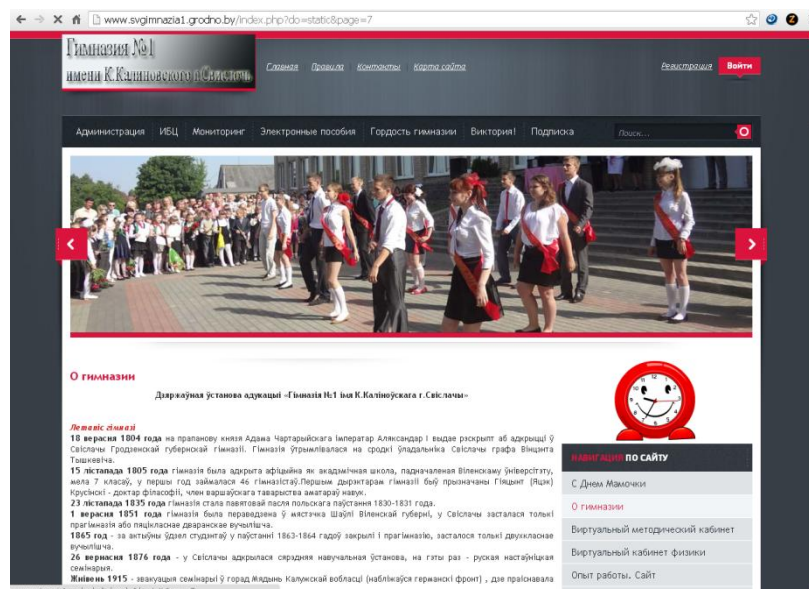 www.svgimnazia1.grodno.by/index.php?do=static&page=7
Гимназия №1
имени К.Калиновского г.Свислочь
Главная Правила Контакты Карта сайта
Регистрация Войти
Администрация ИБЦ Мониторинг Электронные пособия Гордость гимназии Виктория! Подписка Поиск...
О гимназии
Дзяржаўная ўстанова адукацыі «Гімназія №1 імя К.Каліноўскага г.Свіслачы»
Летапіс гімназі
18 верасня 1804 года на прапанову князя Адама Чартарыйскага імператар Аляксандар І выдае рэскрыпт аб адкрыцці ў
Свіслачы Гродзенскай губернскай гімназіі. Гімназія ўтрымлівалася на сродкі ўладальніка Свіслачы графа Вінцэнта
Тышкевіча.
15 лістапада 1805 года гімназія была адкрыта афіцыйна як акадэмічная школа, падначаленая Віленскаму ўніверсітэту,
мела 7 класаў, у першы год займалася 46 гімназістаў.Першым дырэктарам гімназіі быў прызначаны Гіяцынт (Яцэк)
Крусінскі - доктар філасофіі, член варшаўскага таварыства аматараў навук.
23 лістапада 1835 года гімназія стала павятовай пасля польскага паўстання 1830-1831 года.
1 верасня 1851 года гімназія была пераведзена ў мястэчка Шаўлі Віленскай губерні, у Свіслачы засталася толькі
прагімназія або пяцікласнае дваранскае вучылішча.
1865 год - за актыўны ўдзел студэнтаў у паўстанні 1863-1864 гадоў закрылі і прагімназію, засталося толькі двухкласнае
вучылішча.
26 вернасня 1876 года - у Свіслачы адкрылася сярэдняя навучальная ўстанова, на гэты раз - руская настаўніцкая
семінарыя.
Жнівень 1915 - эвакуацыя семінарыі ў горад Мядынь Калужскай вобласці (набліжаўся германскі фронт) , дзе праіснавала
12
НАВИГАЦИЯ ПО САЙТУ
С Днем Мамочки
О гимназии
Виртуальный методический кабинет
Виртуальный кабинет физики
Опыт работы. Сайт